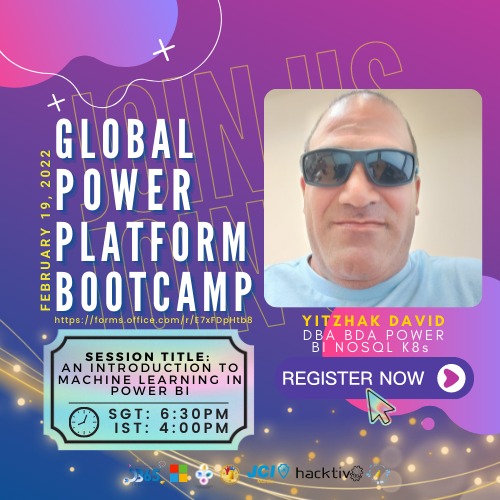 JOIN US
FEBRUARY 19, 2022
GLOBAL
POWER
PLATFORM
BOOTCAMP
https://forms.office.com/r/E7xFDpHtb8
SESSION TITLE:
AN INTRODUCTION TO
MACHINE LEARNING IN
POWER BI
SGT: 6:30PM
IST: 4:00PM
YITZHAK DAVID
DBA BDA POWER
BI NOSQL K8s
REGISTER NOW
JCI
hacktiv